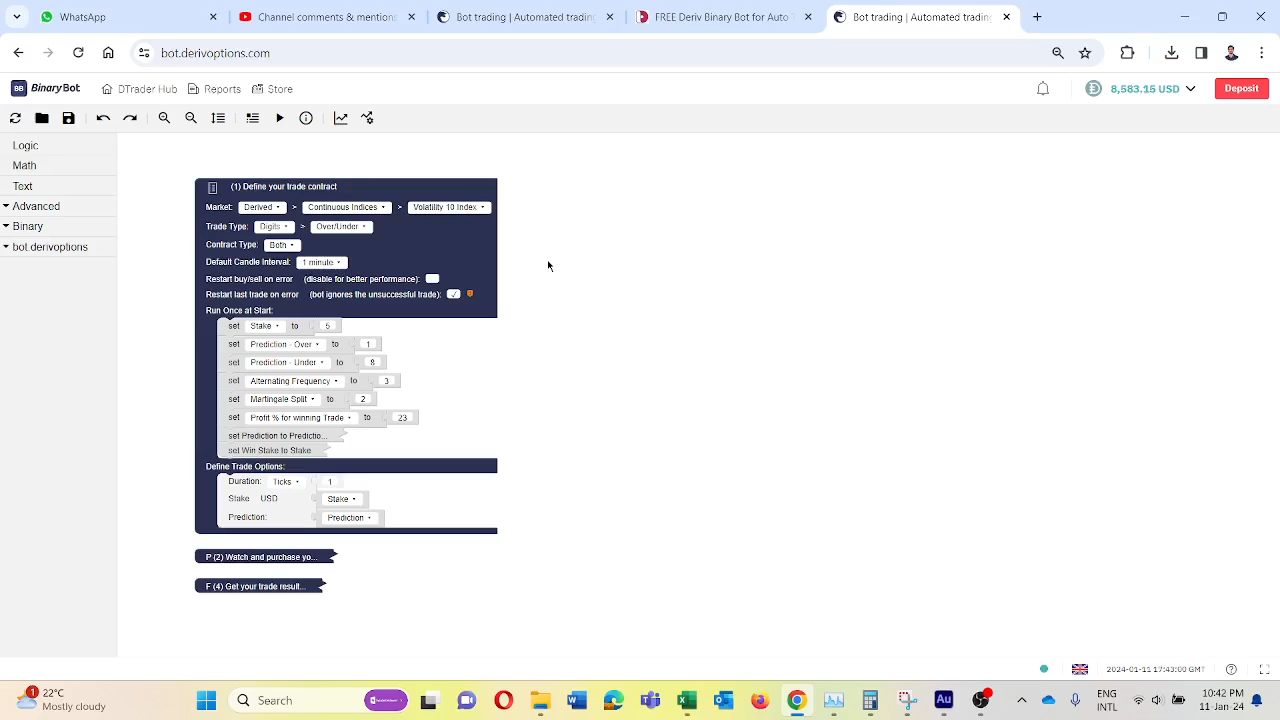 WhatsApp
Channel comments & mentions
Bot trading | Automated trading
FREE Deriv Binary Bot Auto T
Bot trading | Automated trading
bot.derivoptions.com
BB BinaryBot
DTrader Hub
Reports
Store
8,583.15 USD
Deposit
Logic
Math
Text
Advanced
Binary
bot.derivoptions
(1) Define your trade contract
Market: Derived > Continuous Indices > Volatility 10 Index
Trade Type: Digits > Over/Under
Contract Type: Both
Default Candle Interval: 1 minute
Restart buy/sell on error (disable for better performance):
Restart last trade on error (bot ignores the unsuccessful trade): ✓
Run Once at Start:
set Stake to 5
set Prediction - Over to 1
set Prediction - Under to 8
set Alternating Frequency to 3
set Martingale Split to 2
set Profit % for winning Trade to 23
set Prediction to Predictio...
set Win Stake to Stake
Define Trade Options:
Duration: Ticks 1
Stake USD Stake
Prediction: Prediction
P (2) Watch and purchase yo...
F (4) Get your trade result...
2024-01-11 17:43:00 GMT
1
22°C
Mostly cloudy
Search
ENG
INTL
10:42 PM
11-Jan-24